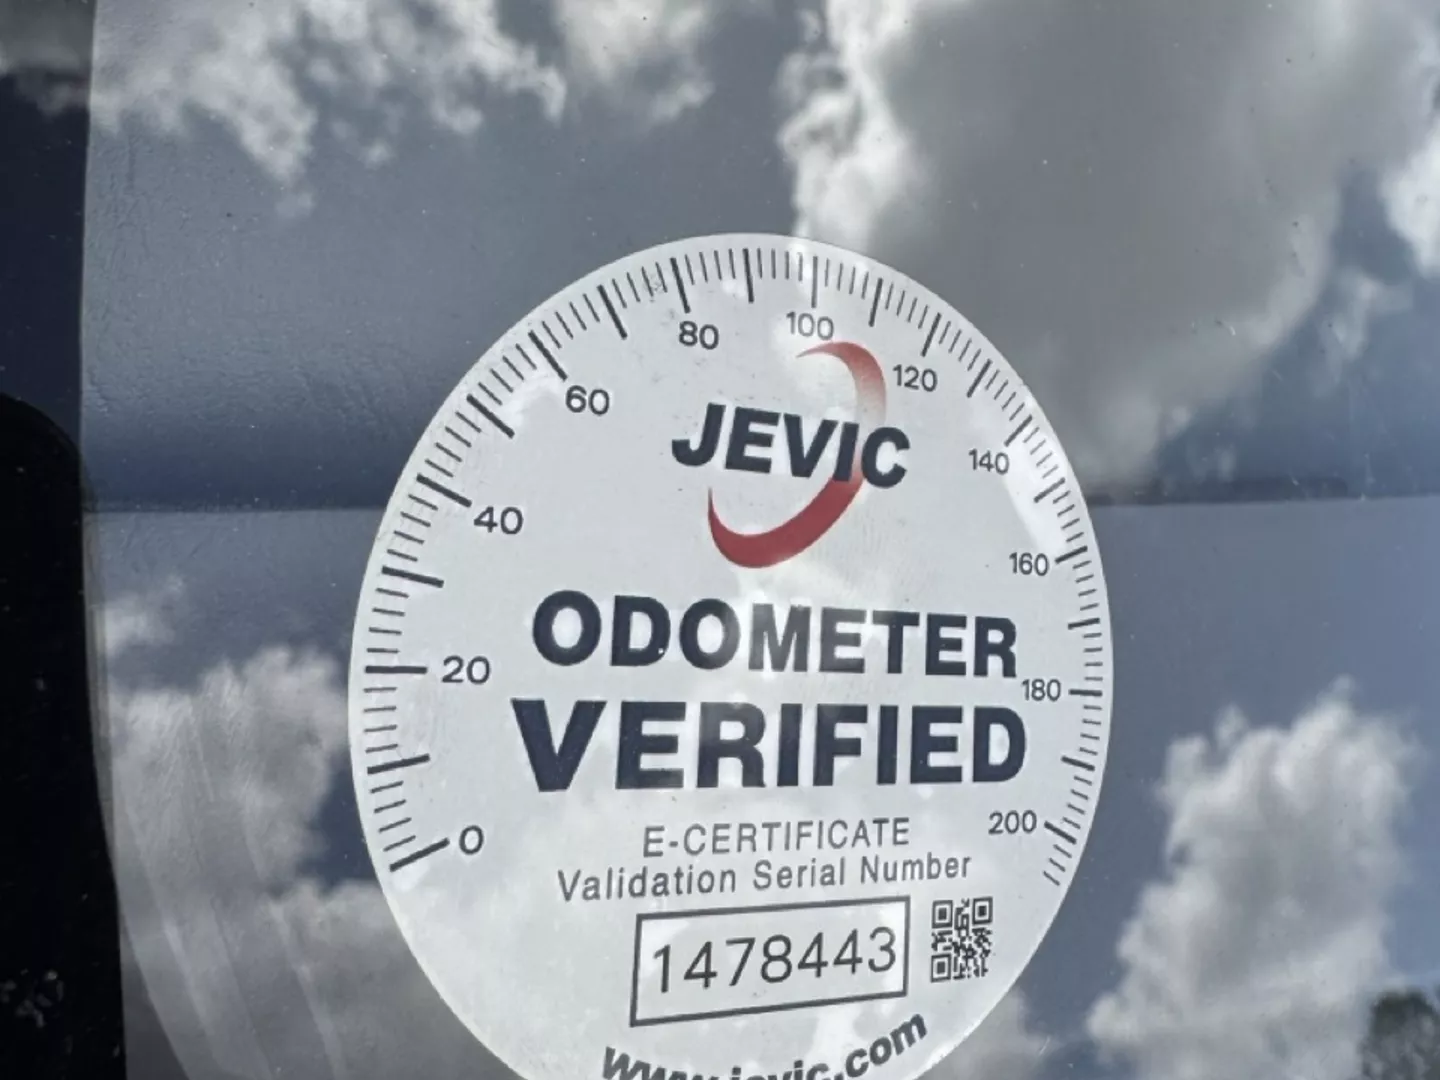 0
20
40
60
80
100
120
140
160
180
200
JEVIC
ODOMETER
VERIFIED
E-CERTIFICATE
Validation Serial Number
1478443
www.jevic.com